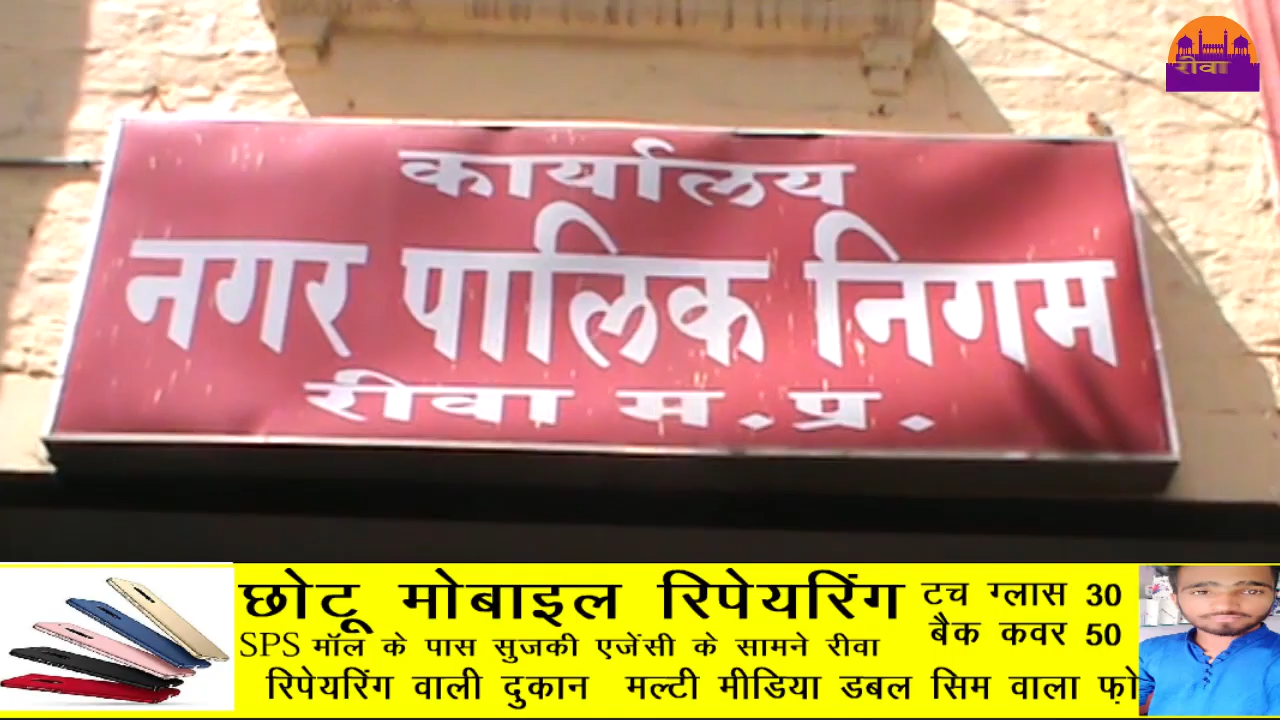 रीवा
कार्यालय
नगर पालिक निगम
रीवा म.प्र.
छोटू मोबाइल रिपेयरिंग
टच ग्लास 30
SPS मॉल के पास सुजकी एजेंसी के सामने रीवा
बैक कवर 50
रिपेयरिंग वाली दुकान मल्टी मीडिया डबल सिम वाला फ़ो